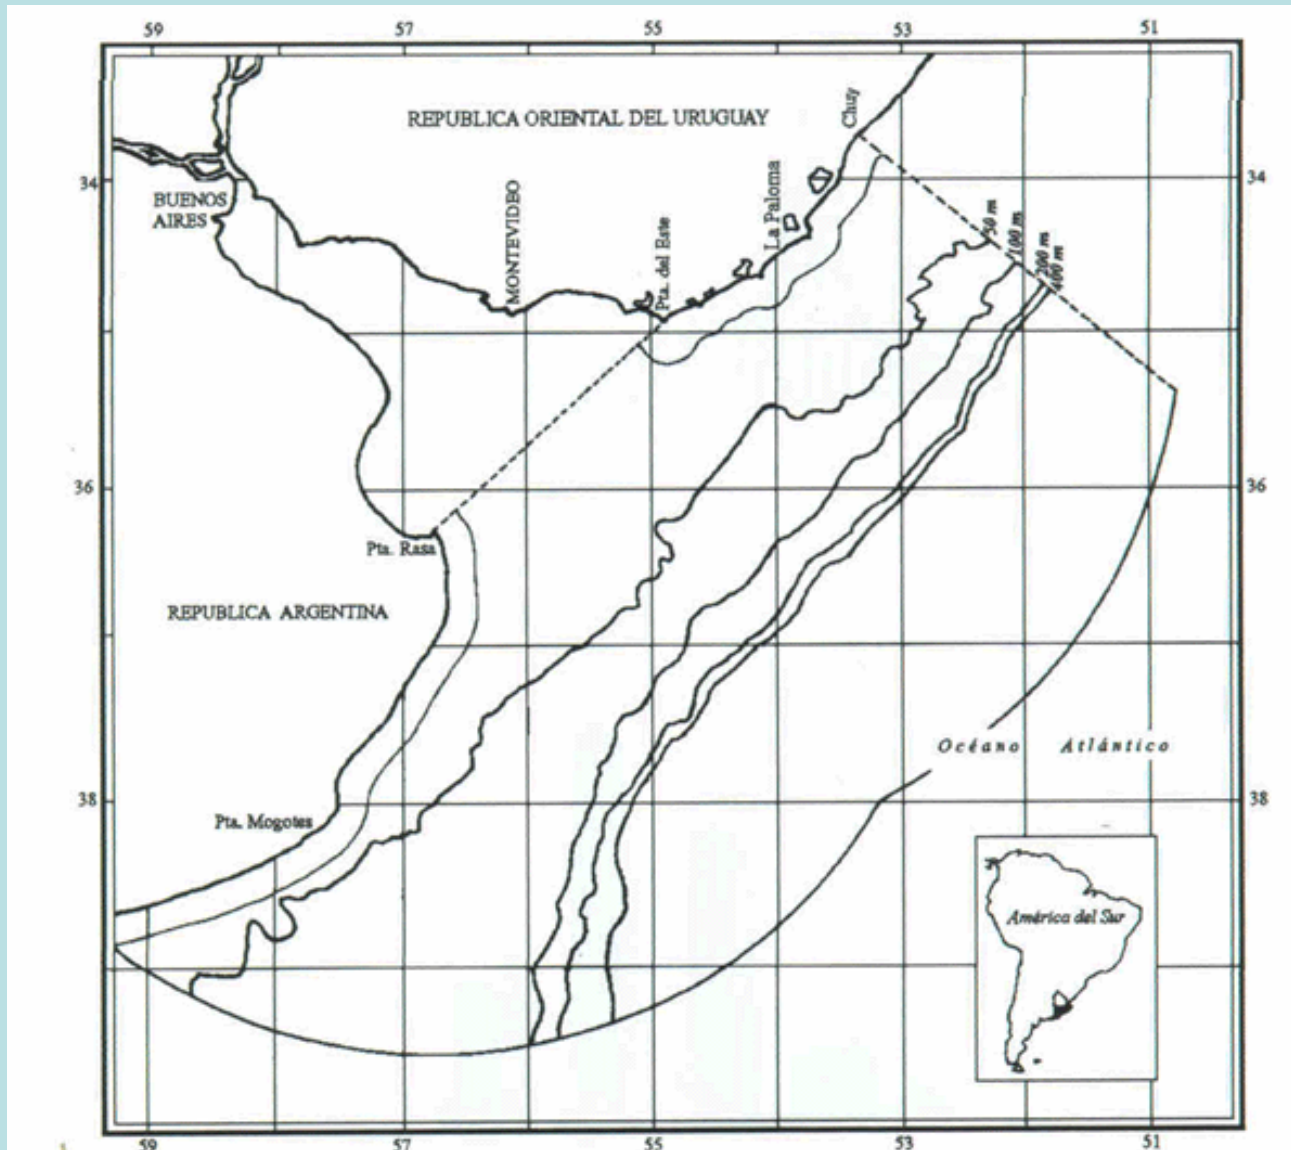 59 57 55 53 51
Chuy
REPUBLICA ORIENTAL DEL URUGUAY
34 34
BUENOS
AIRES
MONTEVIDEO
Pta. del Este
La Paloma
50 m
100 m
200 m
400 m
36 36
Pta. Rasa
REPUBLICA ARGENTINA
Océano Atlántico
38 38
Pta. Mogotes
América del Sur
59 57 55 53 51